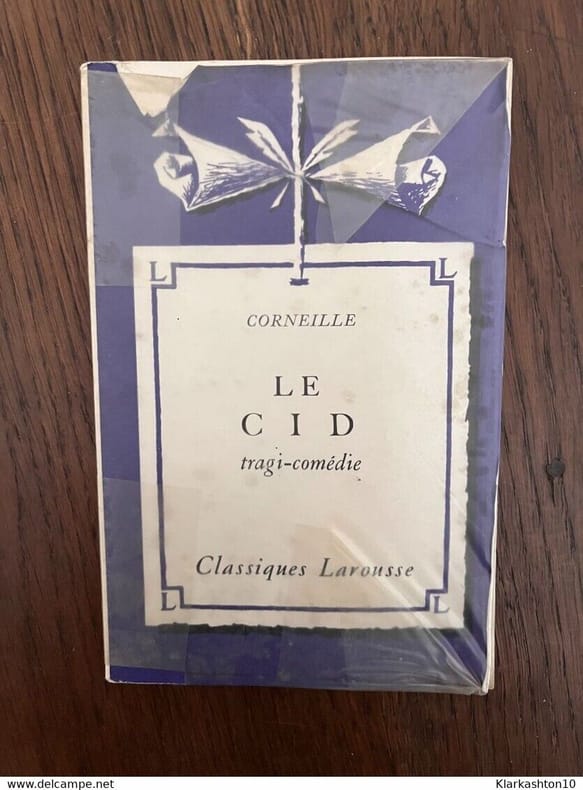 L L
CORNEILLE
LE
CID
tragi-comédie
Classiques Larousse
L L
www.delcampe.net Klarkashton10